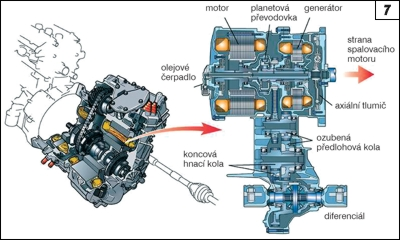 7
motor
planetová
převodovka
generátor
strana
spalovacího
motoru
olejové
čerpadlo
axiální tlumič
ozubená
předlohová kola
koncová
hnací kola
diferenciál